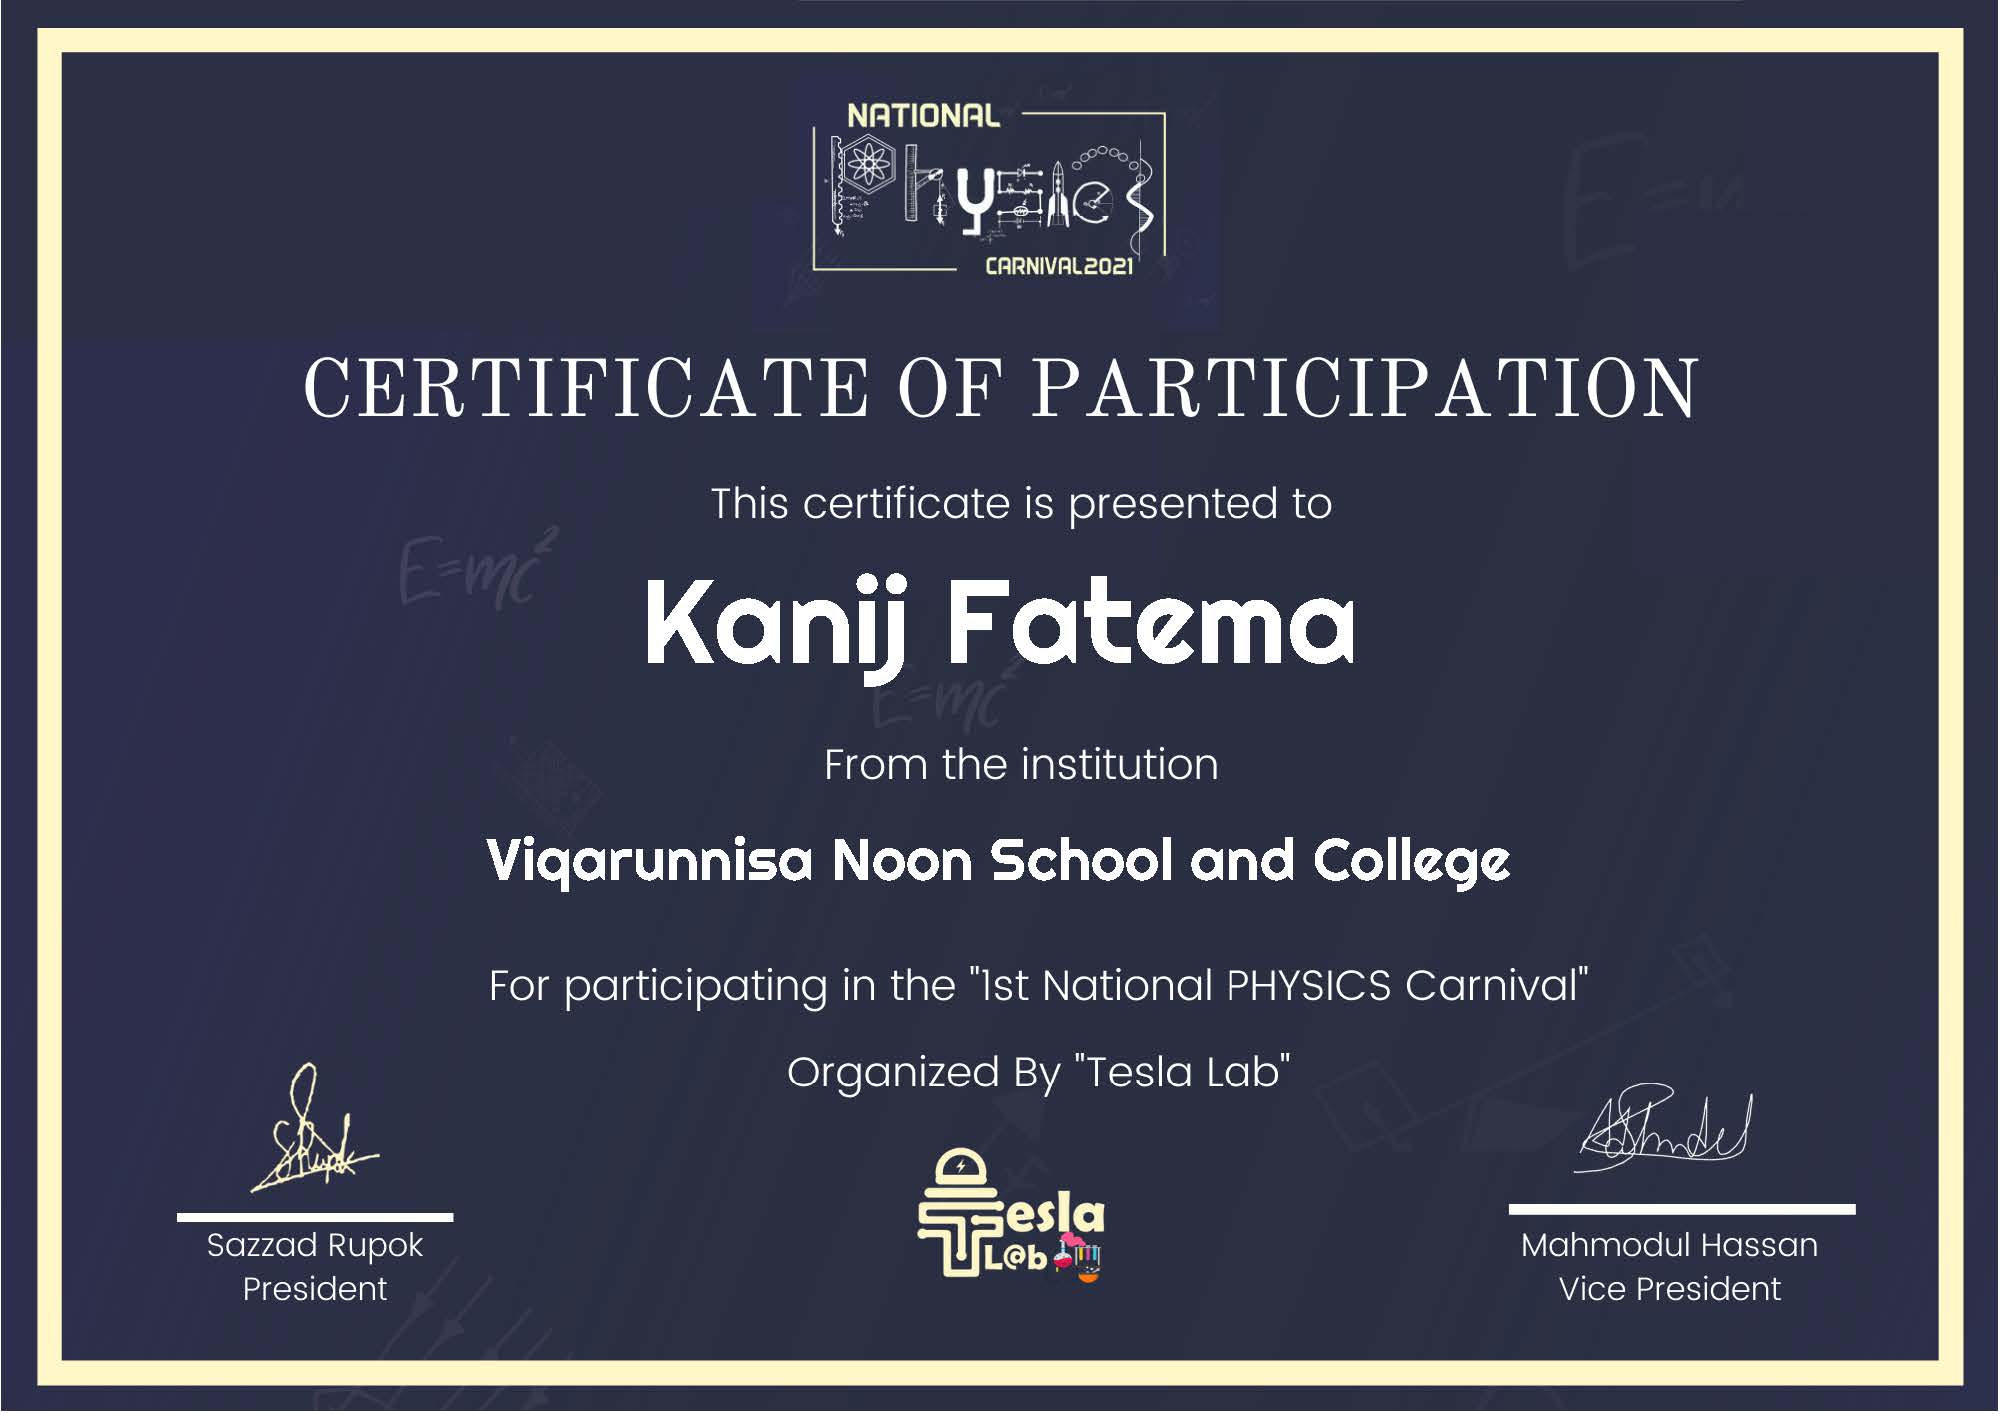 NATIONAL
Physics
CARNIVAL2021
CERTIFICATE OF PARTICIPATION
This certificate is presented to
E=mc²
Kanij Fatema
E=mc²
From the institution
Viqarunnisa Noon School and College
For participating in the "1st National PHYSICS Carnival"
Organized By "Tesla Lab"
Tesla
L@b
Sazzad Rupok
President
Mahmodul Hassan
Vice President